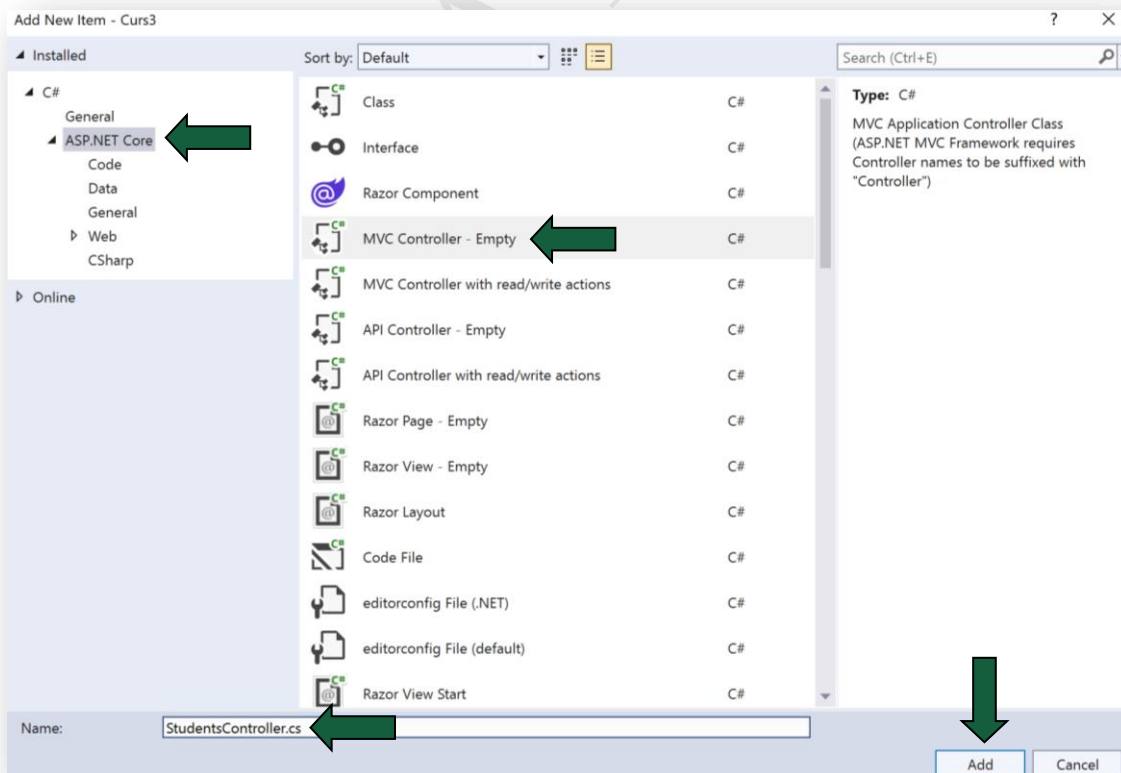 Add New Item - Curs3
?
Installed
C#
General
ASP.NET Core
Code
Data
General
Web
CSharp
Online
Sort by: Default
Class C#
Interface C#
Razor Component C#
MVC Controller - Empty C#
MVC Controller with read/write actions C#
API Controller - Empty C#
API Controller with read/write actions C#
Razor Page - Empty C#
Razor View - Empty C#
Razor Layout C#
Code File C#
editorconfig File (.NET) C#
editorconfig File (default) C#
Razor View Start C#
Search (Ctrl+E)
Type: C#
MVC Application Controller Class
(ASP.NET MVC Framework requires
Controller names to be suffixed with
"Controller")
Name: StudentsController.cs
Add Cancel